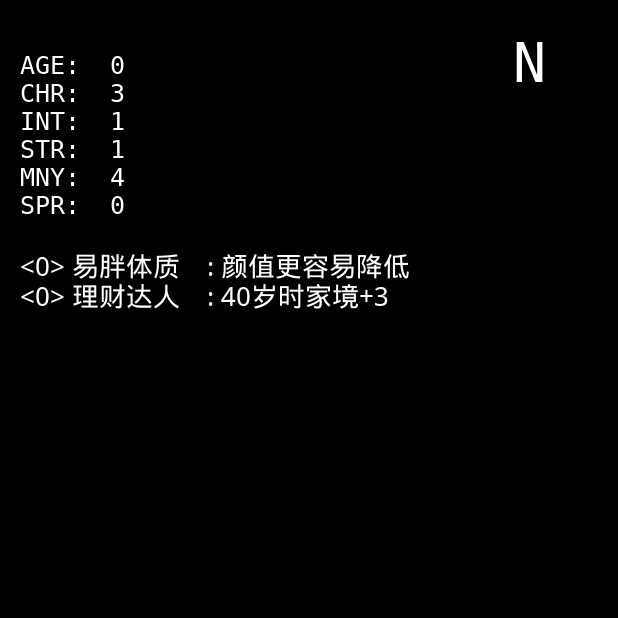 N
AGE: 0
CHR: 3
INT: 1
STR: 1
MNY: 4
SPR: 0
<0> 易胖体质 : 颜值更容易降低
<0> 理财达人 : 40岁时家境+3